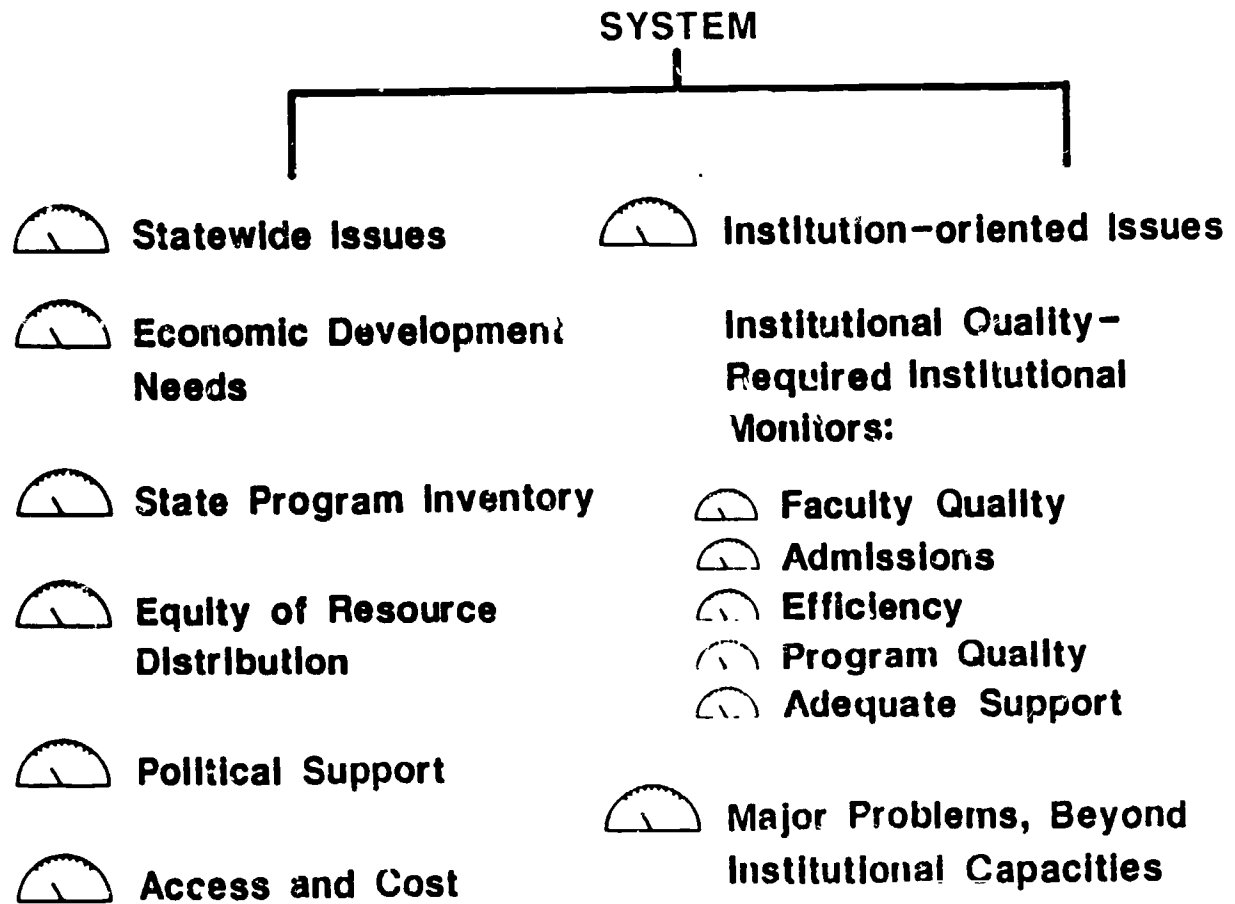 SYSTEM
Statewide Issues
Economic Development
Needs
State Program Inventory
Equity of Resource
Distribution
Political Support
Access and Cost
Institution-oriented Issues
Institutional Quality-
Required Institutional
Monitors:
Faculty Quality
Admissions
Efficiency
Program Quality
Adequate Support
Major Problems, Beyond
Institutional Capacities